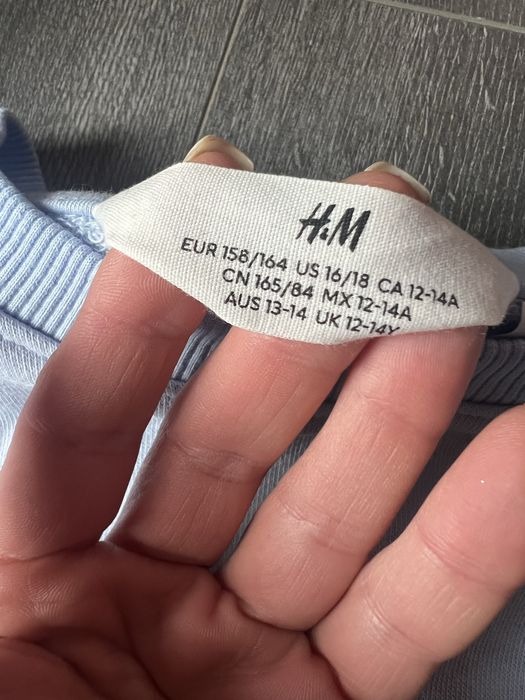 H&M
EUR 158/164 US 16/18 CA 12-14A
CN 165/84 MX 12-14A
AUS 13-14 UK 12-14Y